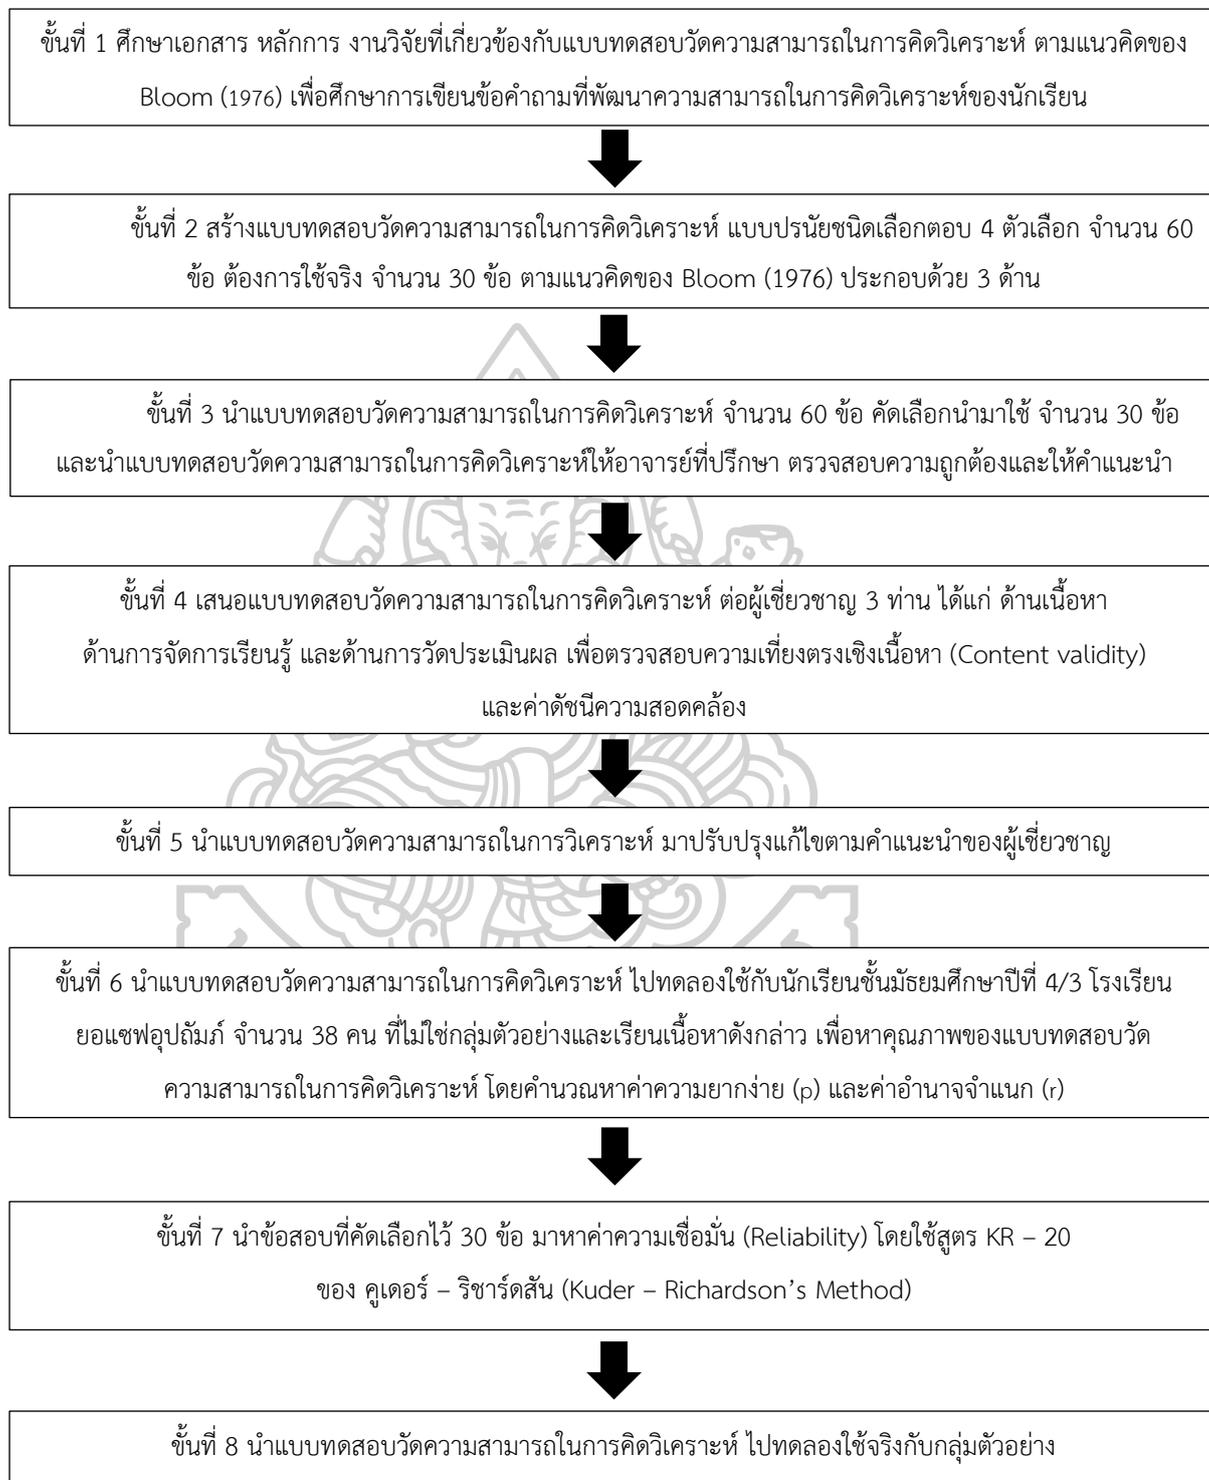 ขั้นที่ 1 ศึกษาเอกสาร หลักการ งานวิจัยที่เกี่ยวข้องกับแบบทดสอบวัดความสามารถในการคิดวิเคราะห์ ตามแนวคิดของ
Bloom (1976) เพื่อศึกษาการเขียนข้อคำถามที่พัฒนาความสามารถในการคิดวิเคราะห์ของนักเรียน
ขั้นที่ 2 สร้างแบบทดสอบวัดความสามารถในการคิดวิเคราะห์ แบบปรนัยชนิดเลือกตอบ 4 ตัวเลือก จำนวน 60
ข้อ ต้องการใช้จริง จำนวน 30 ข้อ ตามแนวคิดของ Bloom (1976) ประกอบด้วย 3 ด้าน
ขั้นที่ 3 นำแบบทดสอบวัดความสามารถในการคิดวิเคราะห์ จำนวน 60 ข้อ คัดเลือกนำมาใช้ จำนวน 30 ข้อ
และนำแบบทดสอบวัดความสามารถในการคิดวิเคราะห์ให้อาจารย์ที่ปรึกษา ตรวจสอบความถูกต้องและให้คำแนะนำ
ขั้นที่ 4 เสนอแบบทดสอบวัดความสามารถในการคิดวิเคราะห์ ต่อผู้เชี่ยวชาญ 3 ท่าน ได้แก่ ด้านเนื้อหา
ด้านการจัดการเรียนรู้ และด้านการวัดประเมินผล เพื่อตรวจสอบความเที่ยงตรงเชิงเนื้อหา (Content validity)
และค่าดัชนีความสอดคล้อง
ขั้นที่ 5 นำแบบทดสอบวัดความสามารถในการวิเคราะห์ มาปรับปรุงแก้ไขตามคำแนะนำของผู้เชี่ยวชาญ
ขั้นที่ 6 นำแบบทดสอบวัดความสามารถในการคิดวิเคราะห์ ไปทดลองใช้กับนักเรียนชั้นมัธยมศึกษาปีที่ 4/3 โรงเรียน
ยอแซฟอุปถัมภ์ จำนวน 38 คน ที่ไม่ใช่กลุ่มตัวอย่างและเรียนเนื้อหาดังกล่าว เพื่อหาคุณภาพของแบบทดสอบวัด
ความสามารถในการคิดวิเคราะห์ โดยคำนวณหาค่าความยากง่าย (p) และค่าอำนาจจำแนก (r)
ขั้นที่ 7 นำข้อสอบที่คัดเลือกไว้ 30 ข้อ มาหาค่าความเชื่อมั่น (Reliability) โดยใช้สูตร KR – 20
ของ คูเดอร์ – ริชาร์ดสัน (Kuder – Richardson’s Method)
ขั้นที่ 8 นำแบบทดสอบวัดความสามารถในการคิดวิเคราะห์ ไปทดลองใช้จริงกับกลุ่มตัวอย่าง